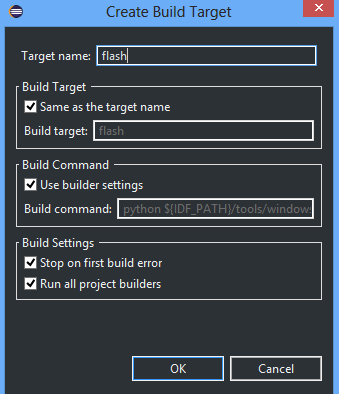 Create Build Target
Target name: flash
Build Target
Same as the target name
Build target: flash
Build Command
Use builder settings
Build command: python ${IDF_PATH}/tools/windows
Build Settings
Stop on first build error
Run all project builders
OK Cancel